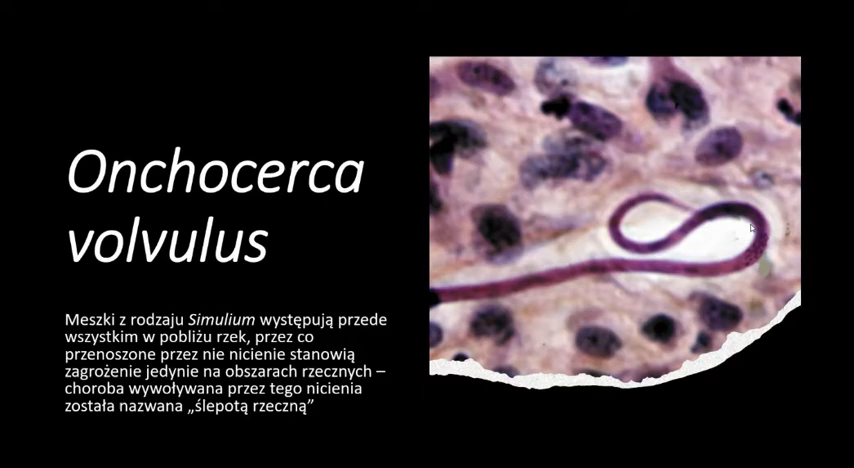 Onchocerca
volvulus
Meszki z rodzaju Simulium występują przede
wszystkim w pobliżu rzek, przez co
przenoszone przez nie nicienie stanowią
zagrożenie jedynie na obszarach rzecznych –
choroba wywoływana przez tego nicienia
została nazwana „ślepotą rzeczną”